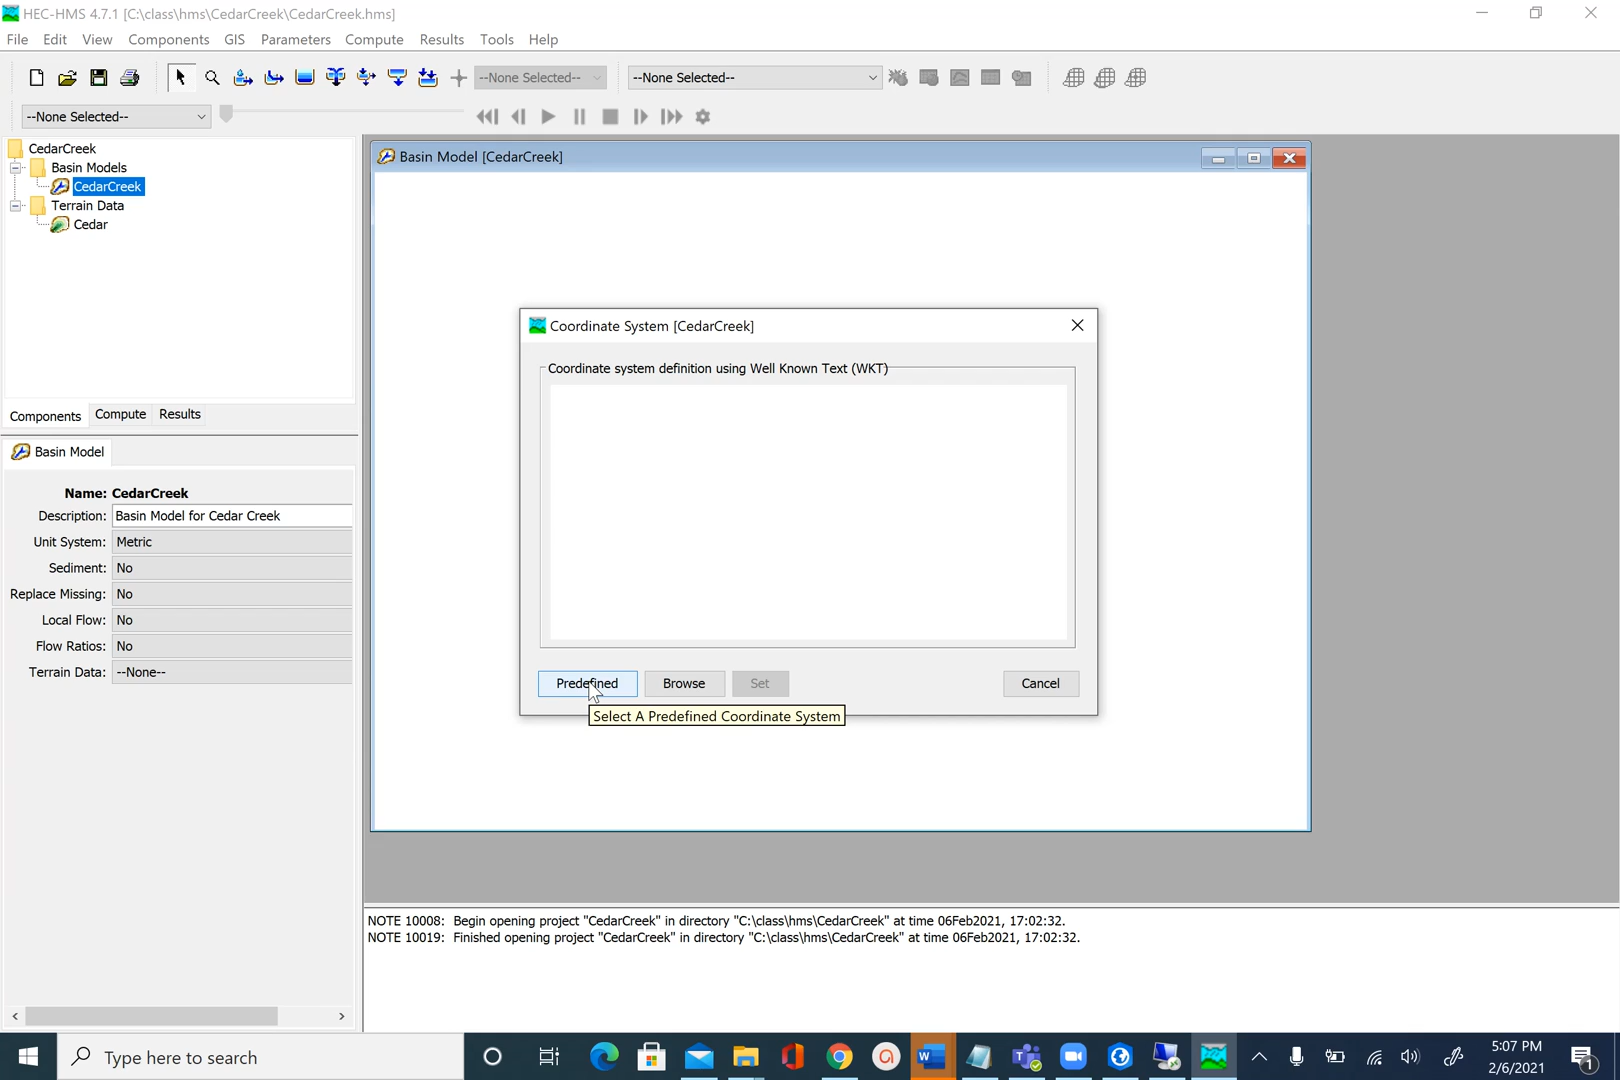 HEC-HMS 4.7.1 [C:\class\hms\CedarCreek\CedarCreek.hms]
File Edit View Components GIS Parameters Compute Results Tools Help
--None Selected-- --None Selected--
--None Selected--
CedarCreek
Basin Models
CedarCreek
Terrain Data
Cedar
Components Compute Results
Basin Model
Name: CedarCreek
Description: Basin Model for Cedar Creek
Unit System: Metric
Sediment: No
Replace Missing: No
Local Flow: No
Flow Ratios: No
Terrain Data: --None--
Basin Model [CedarCreek]
Coordinate System [CedarCreek]
Coordinate system definition using Well Known Text (WKT)
Predefined Browse Set Cancel
Select A Predefined Coordinate System
NOTE 10008: Begin opening project "CedarCreek" in directory "C:\class\hms\CedarCreek" at time 06Feb2021, 17:02:32.
NOTE 10019: Finished opening project "CedarCreek" in directory "C:\class\hms\CedarCreek" at time 06Feb2021, 17:02:32.
Type here to search
5:07 PM
2/6/2021
1